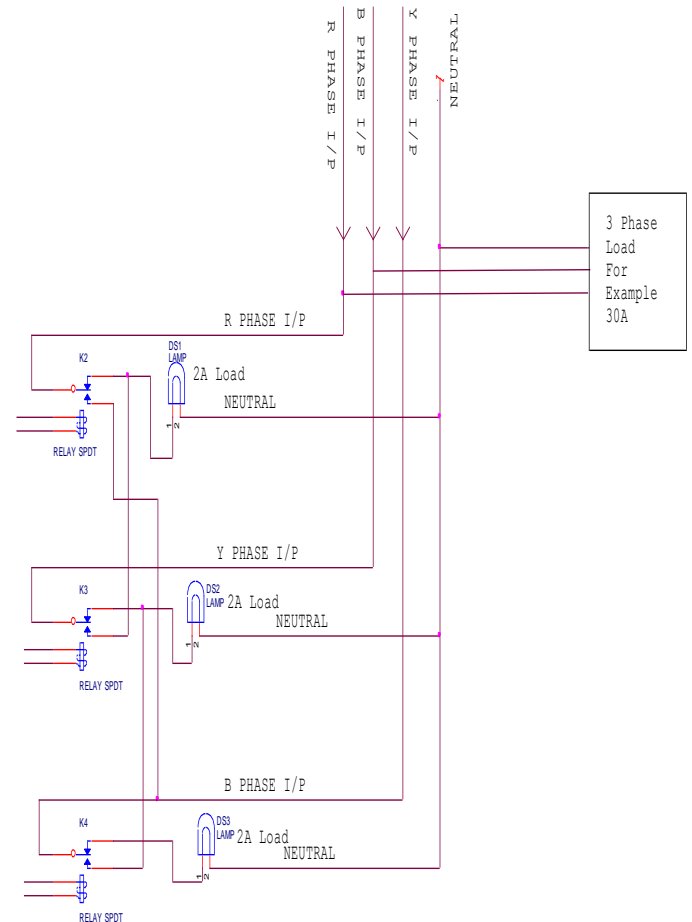 R PHASE I/P
B PHASE I/P
Y PHASE I/P
NEUTRAL
3 Phase
Load
For
Example
30A
R PHASE I/P
K2
DS1
LAMP
2A Load
NEUTRAL
1
2
RELAY SPDT
Y PHASE I/P
K3
DS2
LAMP
2A Load
NEUTRAL
1
2
RELAY SPDT
B PHASE I/P
K4
DS3
LAMP
2A Load
NEUTRAL
1
2
RELAY SPDT